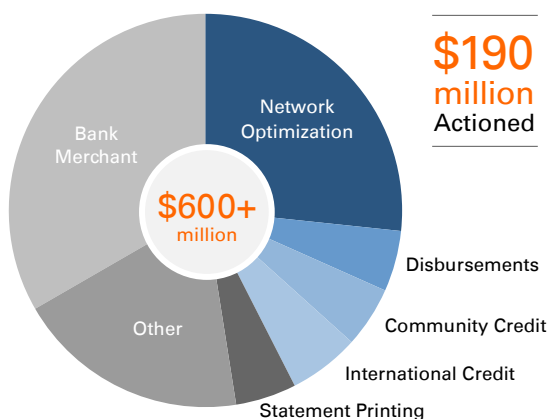 $190
million
Actioned
Network
Optimization
Bank
Merchant
$600+
million
Disbursements
Community Credit
Other
International Credit
Statement Printing